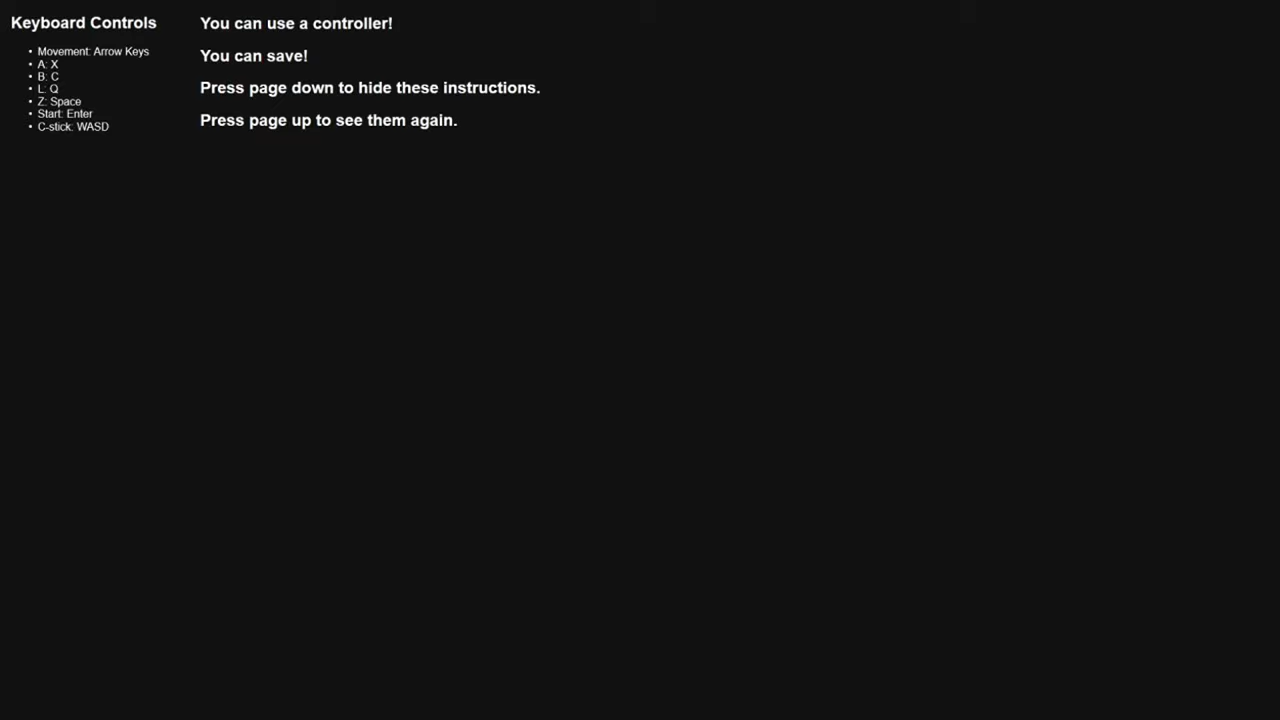 Keyboard Controls
• Movement: Arrow Keys
• A: X
• B: C
• L: Q
• Z: Space
• Start: Enter
• C-stick: WASD
You can use a controller!
You can save!
Press page down to hide these instructions.
Press page up to see them again.